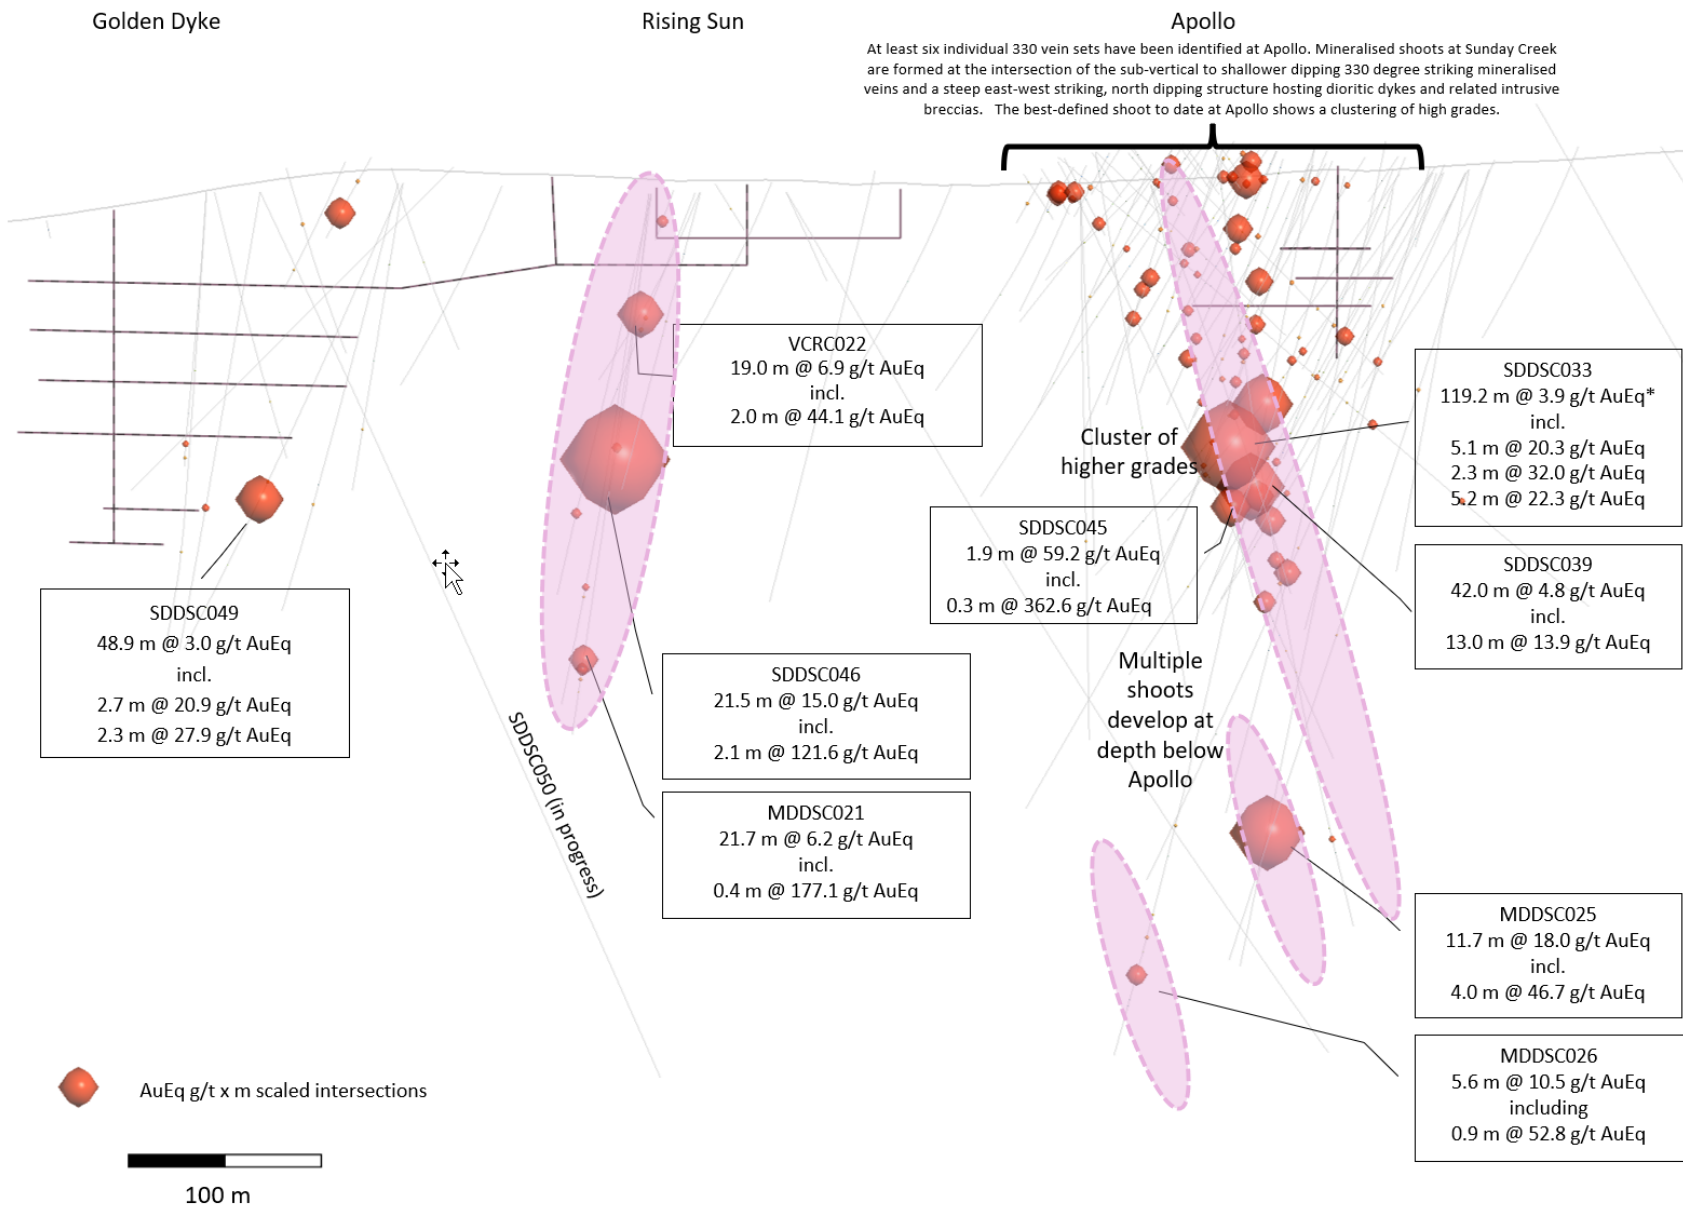 Golden Dyke
Rising Sun
Apollo
At least six individual 330 vein sets have been identified at Apollo. Mineralised shoots at Sunday Creek
are formed at the intersection of the sub-vertical to shallower dipping 330 degree striking mineralised
veins and a steep east-west striking, north dipping structure hosting dioritic dykes and related intrusive
breccias. The best-defined shoot to date at Apollo shows a clustering of high grades.
VCRC022
19.0 m @ 6.9 g/t AuEq
incl.
2.0 m @ 44.1 g/t AuEq
SDDSC033
119.2 m @ 3.9 g/t AuEq*
incl.
5.1 m @ 20.3 g/t AuEq
2.3 m @ 32.0 g/t AuEq
5.2 m @ 22.3 g/t AuEq
Cluster of
higher grades
SDDSC045
1.9 m @ 59.2 g/t AuEq
incl.
0.3 m @ 362.6 g/t AuEq
SDDSC039
42.0 m @ 4.8 g/t AuEq
incl.
13.0 m @ 13.9 g/t AuEq
SDDSC049
48.9 m @ 3.0 g/t AuEq
incl.
2.7 m @ 20.9 g/t AuEq
2.3 m @ 27.9 g/t AuEq
SDDSC046
21.5 m @ 15.0 g/t AuEq
incl.
2.1 m @ 121.6 g/t AuEq
Multiple
shoots
develop at
depth below
Apollo
SDDSC050 (in progress)
MDDSC021
21.7 m @ 6.2 g/t AuEq
incl.
0.4 m @ 177.1 g/t AuEq
MDDSC025
11.7 m @ 18.0 g/t AuEq
incl.
4.0 m @ 46.7 g/t AuEq
MDDSC026
5.6 m @ 10.5 g/t AuEq
including
0.9 m @ 52.8 g/t AuEq
AuEq g/t x m scaled intersections
100 m